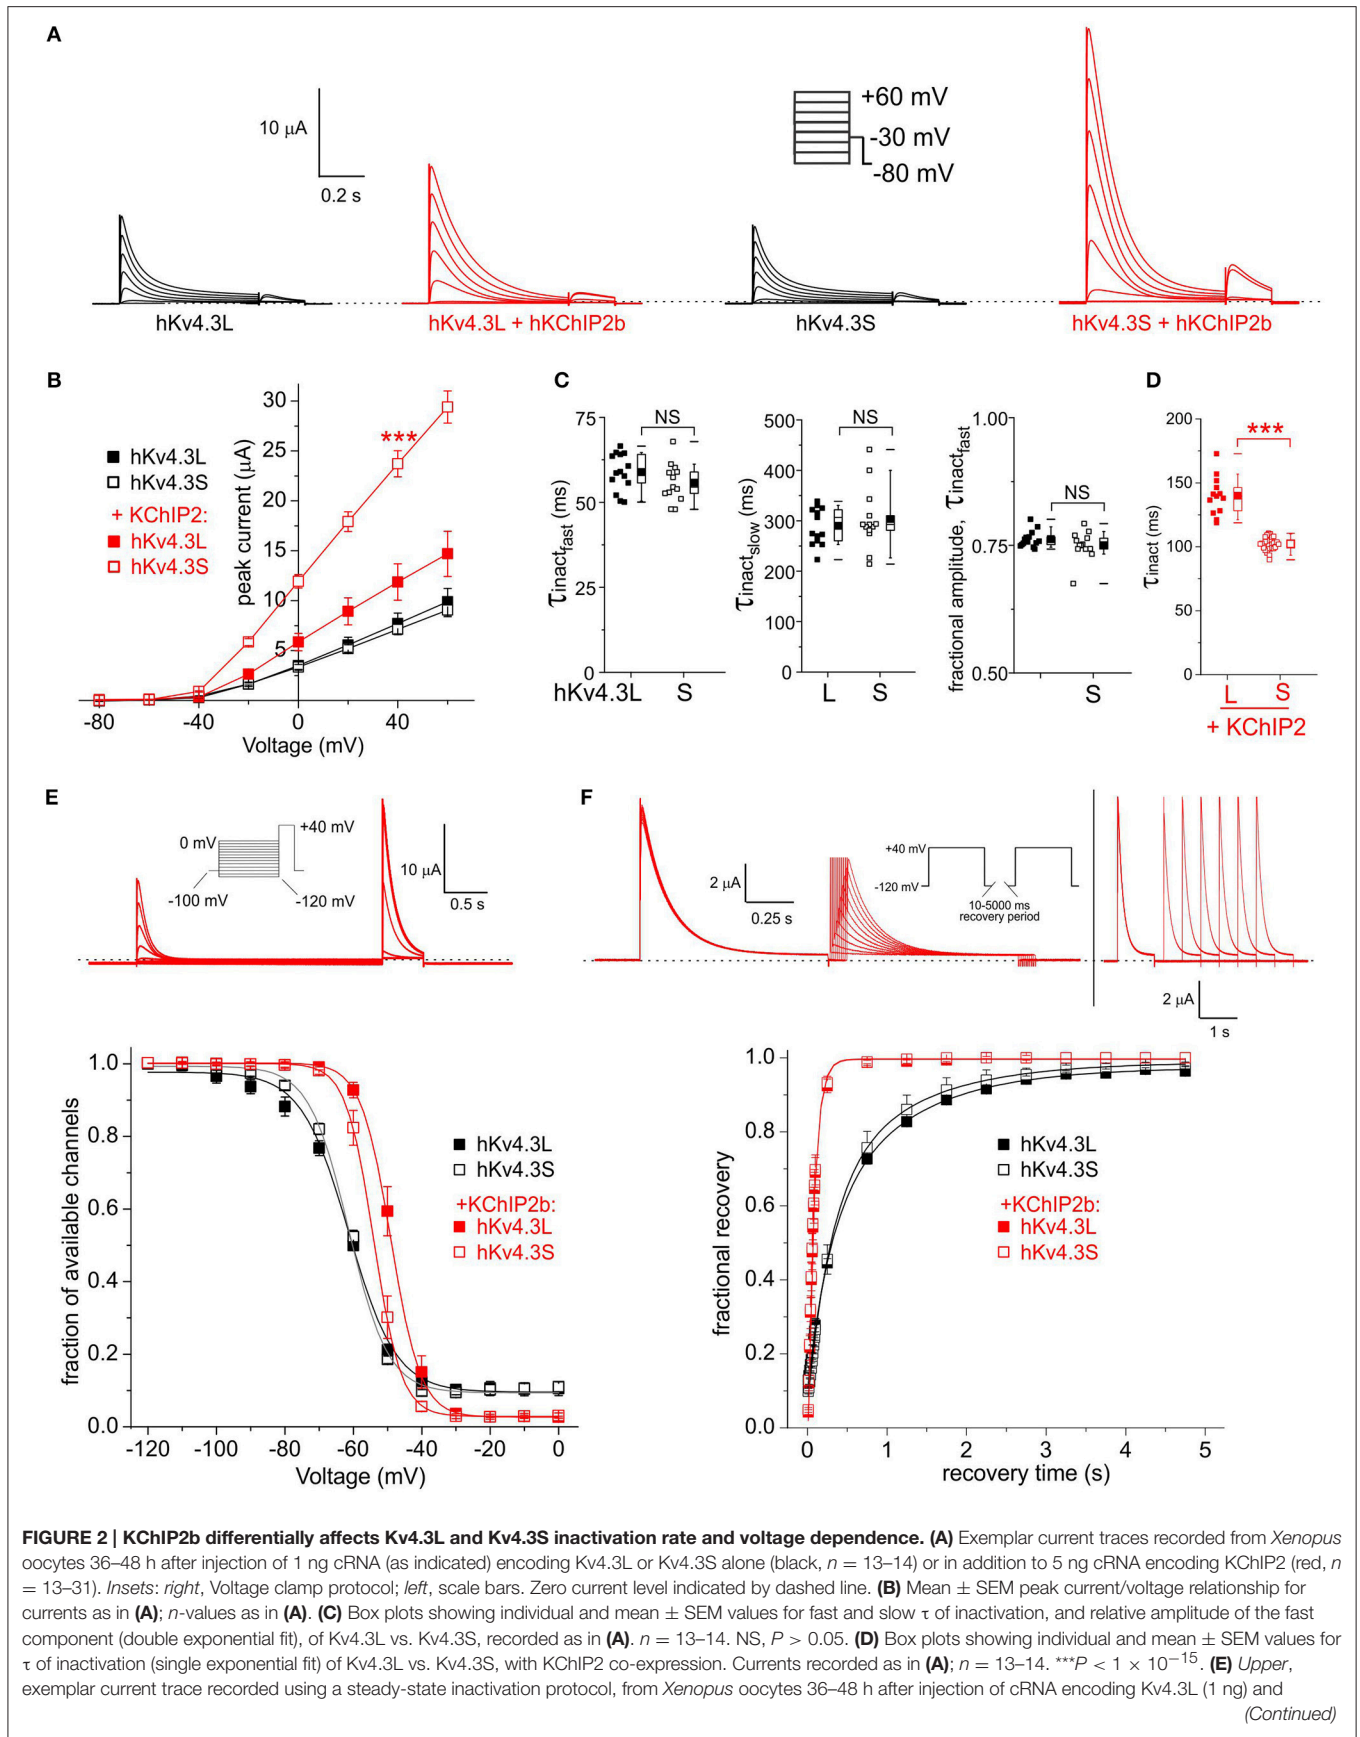 A
10 μA
0.2 s
+60 mV
-30 mV
-80 mV
hKv4.3L
hKv4.3L + hKChIP2b
hKv4.3S
hKv4.3S + hKChIP2b
B
hKv4.3L
hKv4.3S
+ KChIP2:
hKv4.3L
hKv4.3S
peak current (μA)
30
25
20
15
10
5
***
-80
-40
0
40
Voltage (mV)
C
τinact_fast (ms)
75
50
25
0
NS
hKv4.3L
S
τinact_slow (ms)
500
400
300
200
100
0
NS
L
S
fractional amplitude, τinact_fast
1.00
0.75
0.50
NS
S
D
τinact (ms)
200
150
100
50
0
***
L
S
+ KChIP2
E
0 mV
+40 mV
-100 mV
-120 mV
10 μA
0.5 s
fraction of available channels
1.0
0.8
0.6
0.4
0.2
0.0
hKv4.3L
hKv4.3S
+KChIP2b:
hKv4.3L
hKv4.3S
-120
-100
-80
-60
-40
-20
0
Voltage (mV)
F
2 μA
0.25 s
+40 mV
-120 mV
10-5000 ms
recovery period
2 μA
1 s
fractional recovery
1.0
0.8
0.6
0.4
0.2
0.0
hKv4.3L
hKv4.3S
+KChIP2b:
hKv4.3L
hKv4.3S
0
1
2
3
4
5
recovery time (s)
FIGURE 2 | KChIP2b differentially affects Kv4.3L and Kv4.3S inactivation rate and voltage dependence. (A) Exemplar current traces recorded from Xenopus
oocytes 36–48 h after injection of 1 ng cRNA (as indicated) encoding Kv4.3L or Kv4.3S alone (black, n = 13–14) or in addition to 5 ng cRNA encoding KChIP2 (red, n
= 13–31). Insets: right, Voltage clamp protocol; left, scale bars. Zero current level indicated by dashed line. (B) Mean ± SEM peak current/voltage relationship for
currents as in (A); n-values as in (A). (C) Box plots showing individual and mean ± SEM values for fast and slow τ of inactivation, and relative amplitude of the fast
component (double exponential fit), of Kv4.3L vs. Kv4.3S, recorded as in (A). n = 13–14. NS, P > 0.05. (D) Box plots showing individual and mean ± SEM values for
τ of inactivation (single exponential fit) of Kv4.3L vs. Kv4.3S, with KChIP2 co-expression. Currents recorded as in (A); n = 13–14. ***P < 1 × 10⁻¹⁵. (E) Upper,
exemplar current trace recorded using a steady-state inactivation protocol, from Xenopus oocytes 36–48 h after injection of cRNA encoding Kv4.3L (1 ng) and
(Continued)